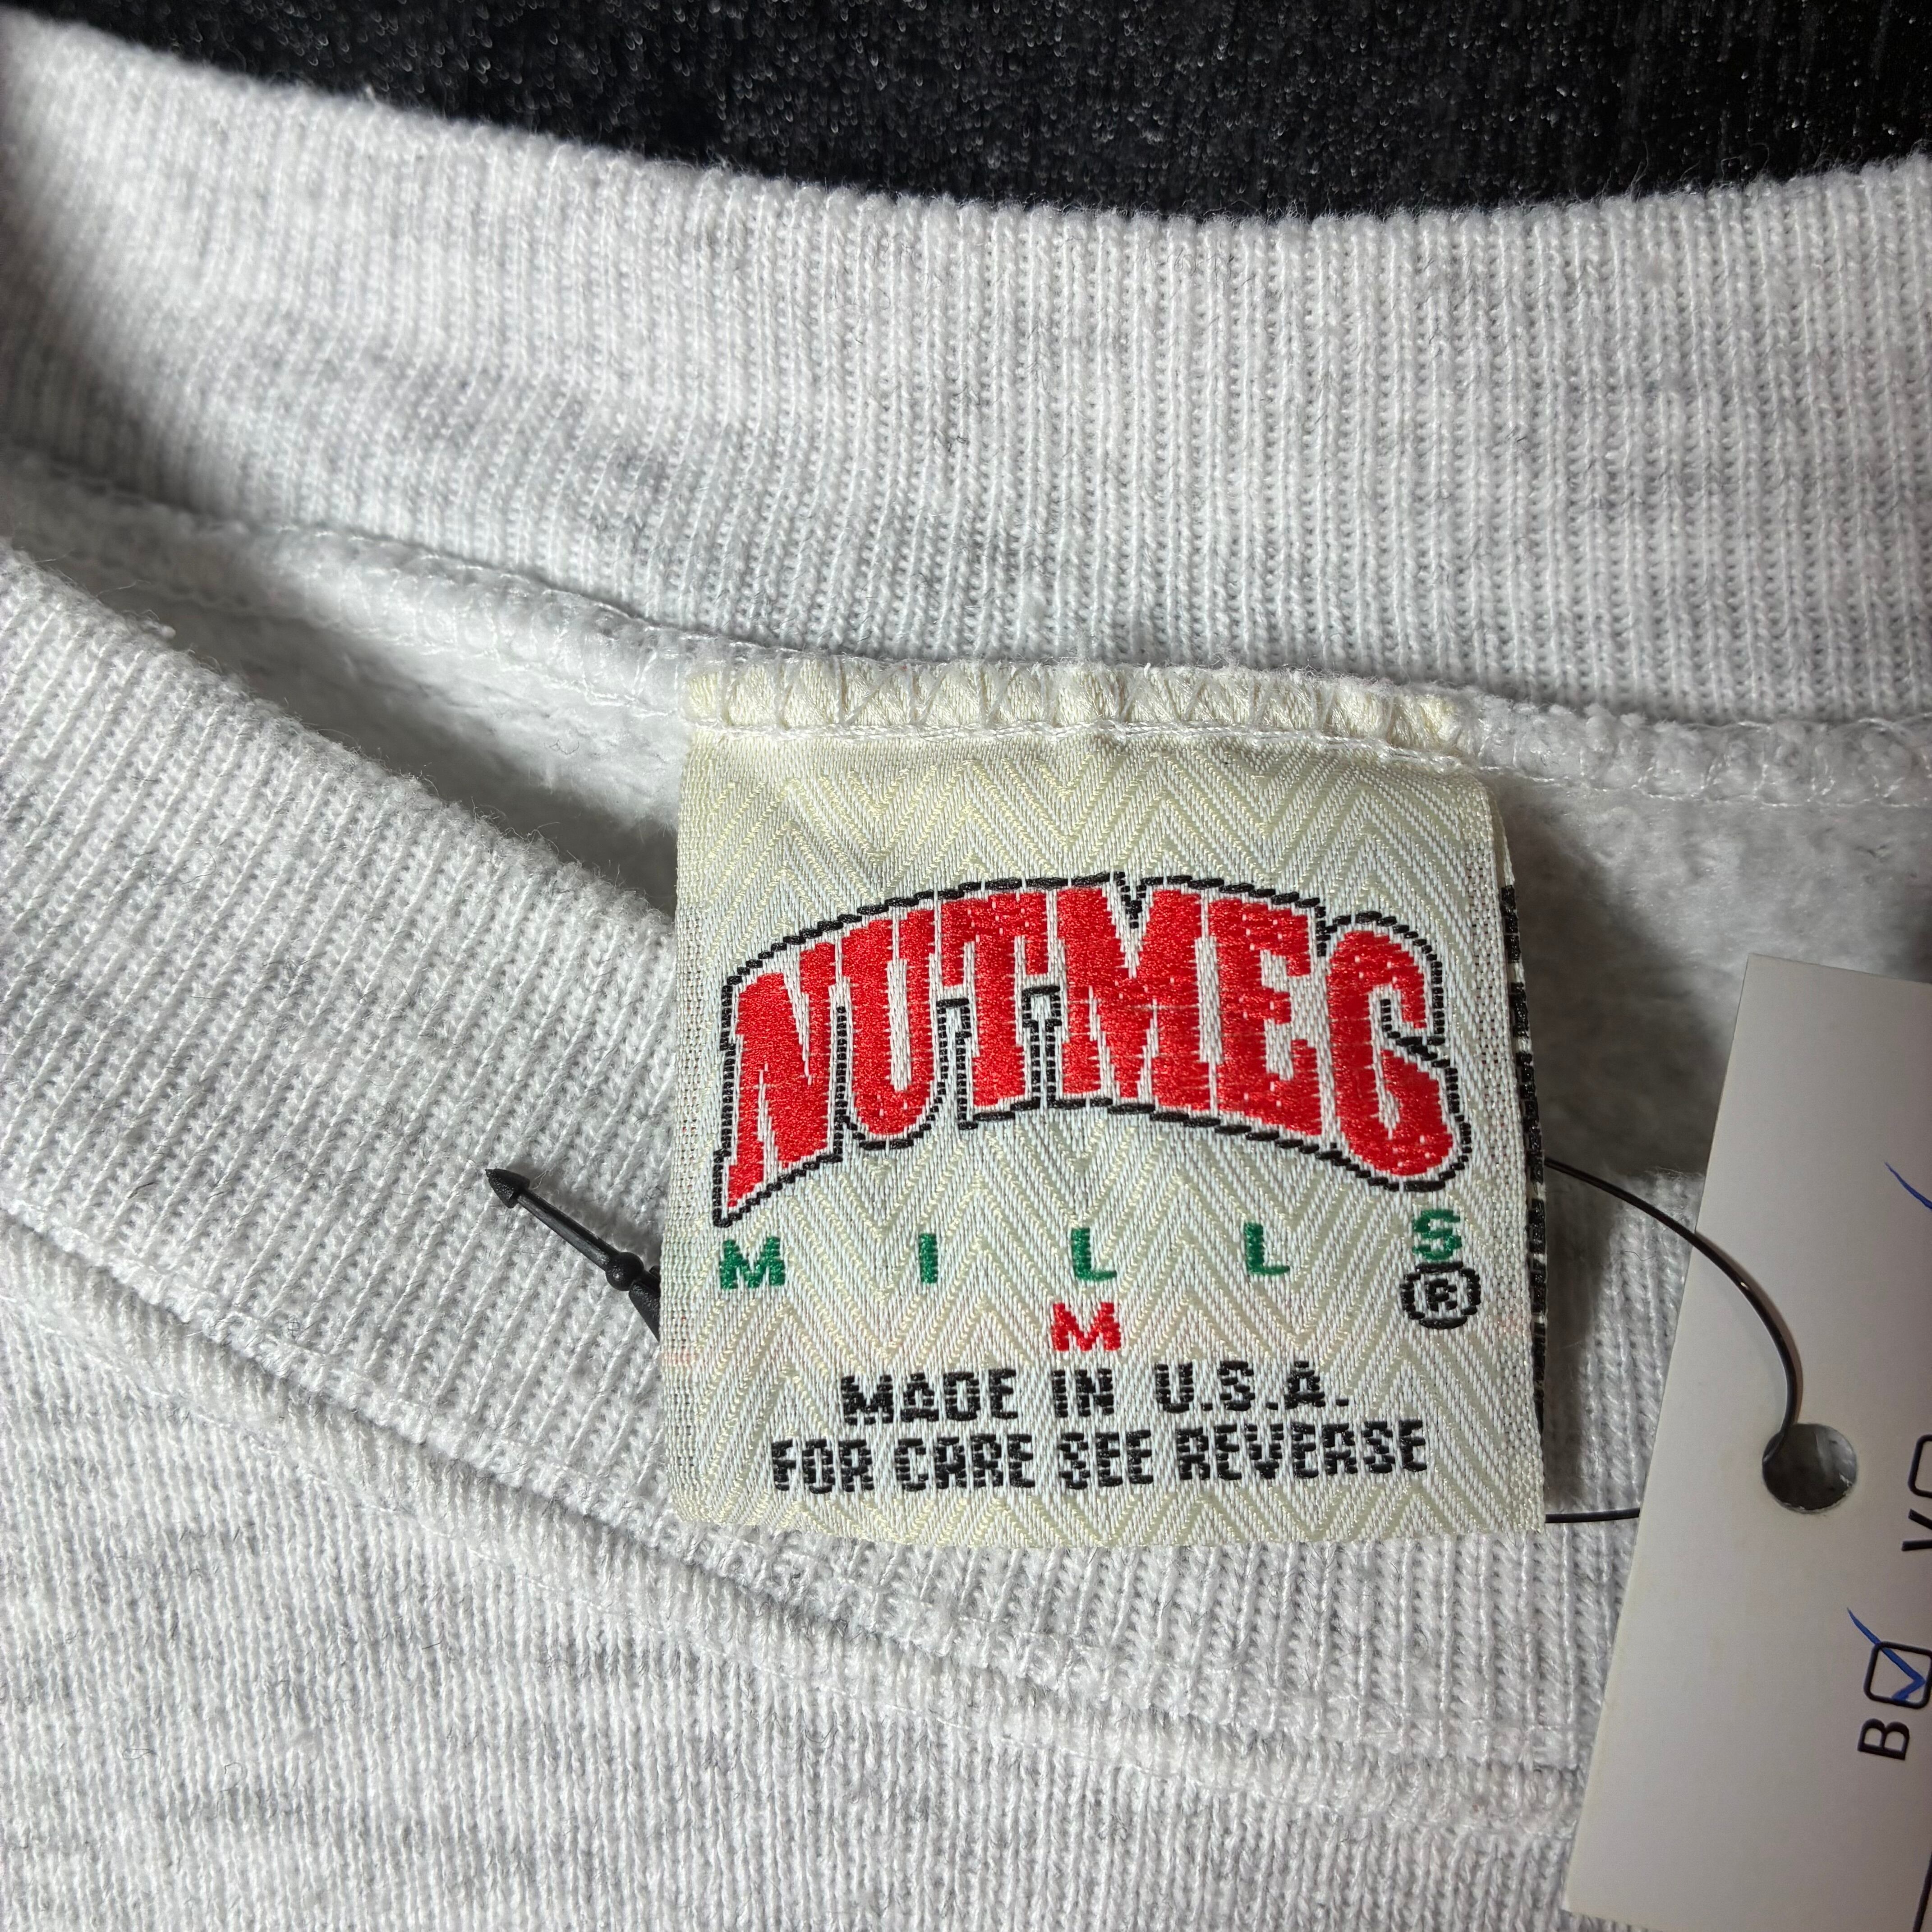 NUTMEG
MILLS
®
M
MADE IN U.S.A.
FOR CARE SEE REVERSE